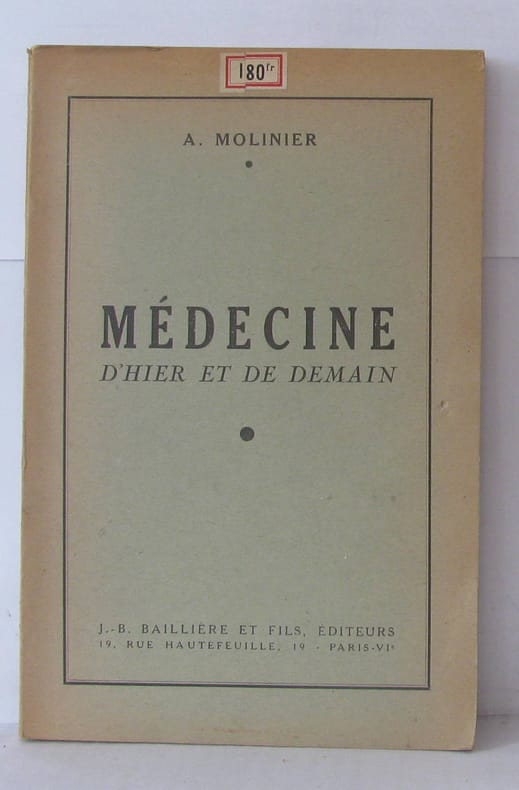 180fr
A. MOLINIER
MÉDECINE
D'HIER ET DE DEMAIN
J.-B. BAILLIÈRE ET FILS, ÉDITEURS
19, RUE HAUTEFEUILLE, 19 - PARIS-VIe